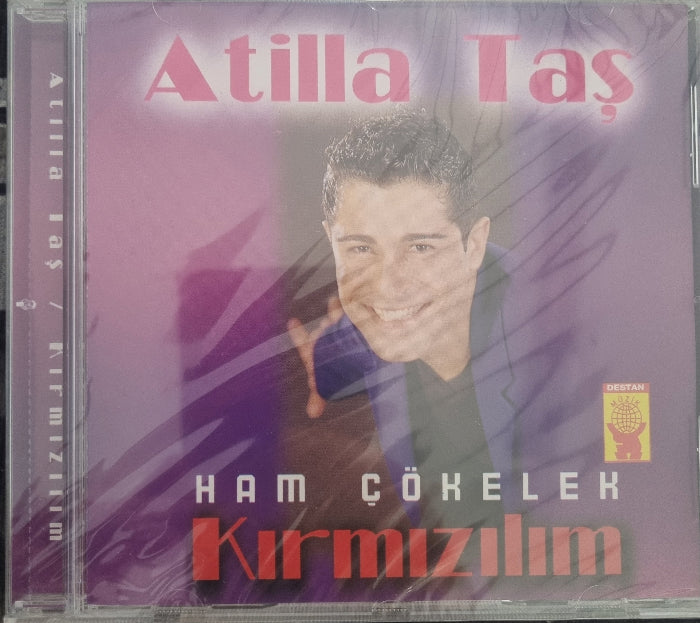 Atilla Taş
Atilla Taş / Kırmızılım
DESTAN
MÜZİK
HAM ÇÖKELEK
Kırmızılım